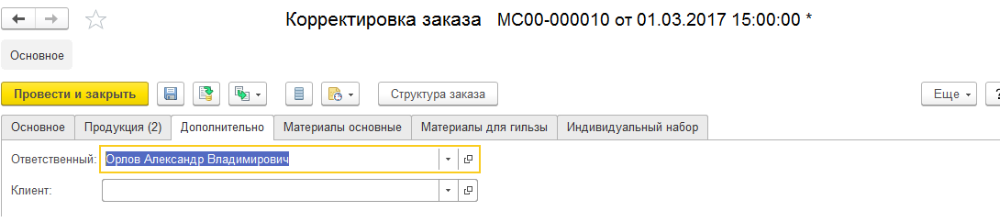 Корректировка заказа МС00-000010 от 01.03.2017 15:00:00 *
Основное
Провести и закрыть Структура заказа Еще ?
Основное Продукция (2) Дополнительно Материалы основные Материалы для гильзы Индивидуальный набор
Ответственный: Орлов Александр Владимирович
Клиент: